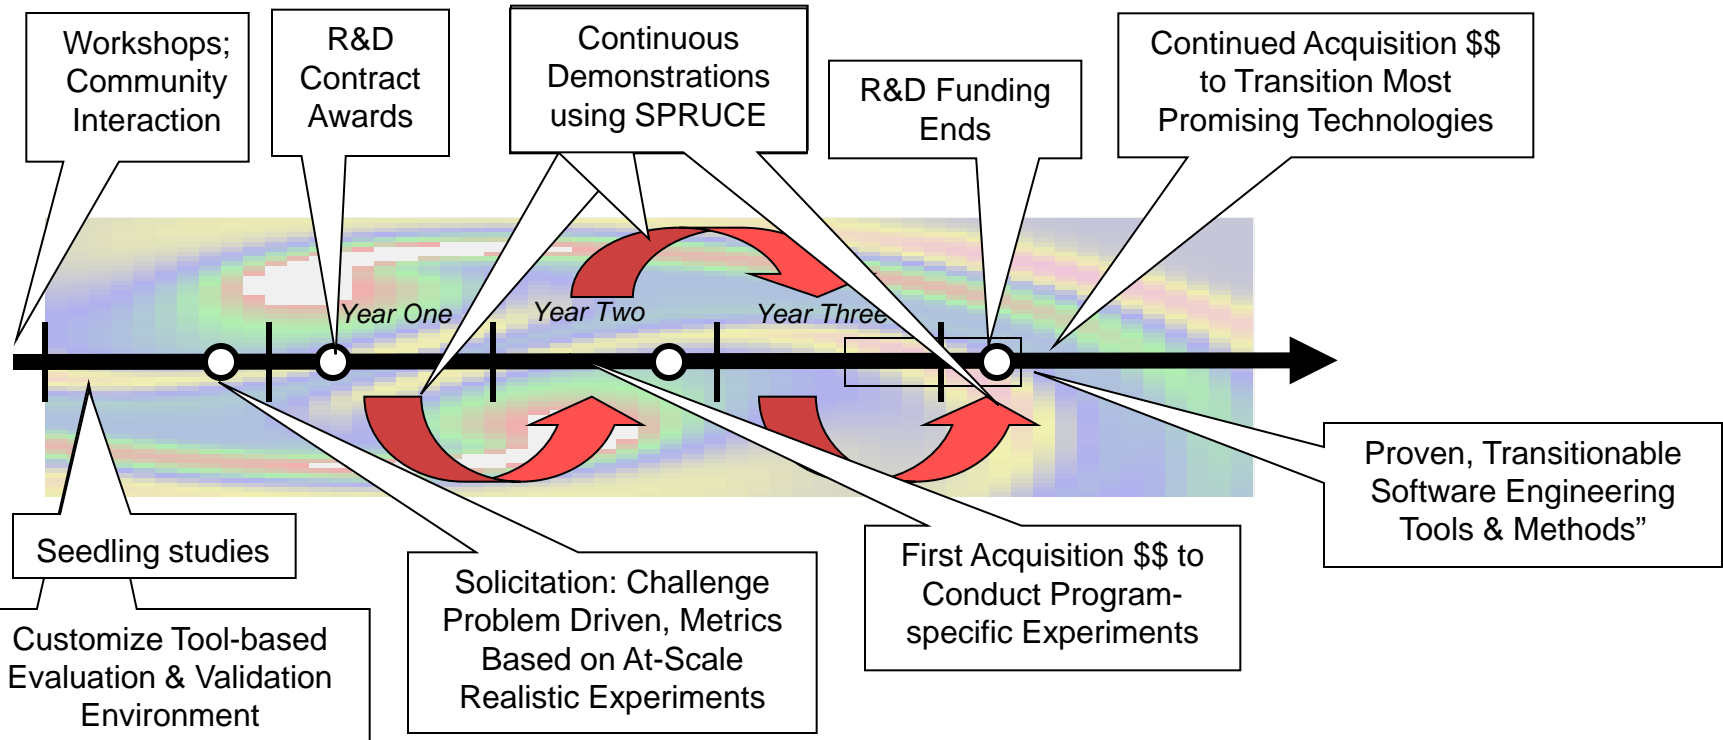 Workshops;
Community
Interaction
R&D
Contract
Awards
Continuous
Demonstrations
using SPRUCE
R&D Funding
Ends
Continued Acquisition $$
to Transition Most
Promising Technologies
Year One
Year Two
Year Three
Seedling studies
Customize Tool-based
Evaluation & Validation
Environment
Solicitation: Challenge
Problem Driven, Metrics
Based on At-Scale
Realistic Experiments
First Acquisition $$ to
Conduct Program-
specific Experiments
Proven, Transitionable
Software Engineering
Tools & Methods”